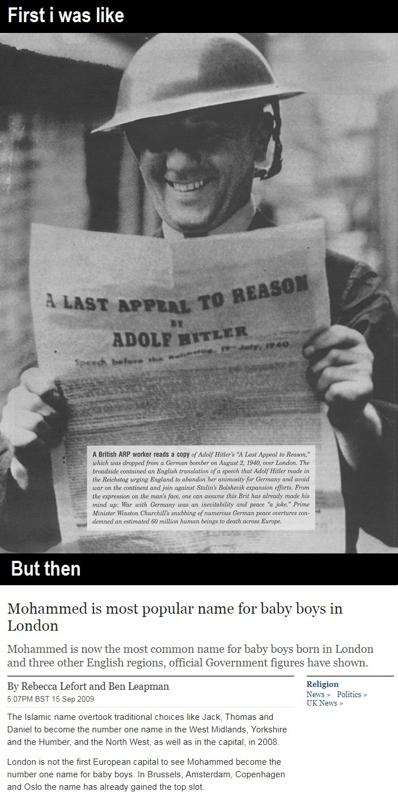 First i was like
A LAST APPEAL TO REASON
BY
ADOLF HITLER
Speech before the Reichstag, 19th July, 1940
A British ARP worker reads a copy of Adolf Hitler's "A Last Appeal to Reason,"
which was dropped from a German bomber on August 2, 1940, over London. The
broadside contained an English translation of a speech that Adolf Hitler made in
the Reichstag urging England to abandon her animosity for Germany and avoid
war on the continent and join against Stalin's Bolshevik expansion efforts. From
the expression on the man's face, one can assume this Brit has already made his
mind up: War with Germany was an inevitability and peace "a joke." Prime
Minister Winston Churchill's snubbing of numerous German peace overtures con-
demned an estimated 60 million human beings to death across Europe.
But then
Mohammed is most popular name for baby boys in
London
Mohammed is now the most common name for baby boys born in London
and three other English regions, official Government figures have shown.
By Rebecca Lefort and Ben Leapman
5:07PM BST 15 Sep 2009
Religion
News » Politics »
UK News »
The Islamic name overtook traditional choices like Jack, Thomas and
Daniel to become the number one name in the West Midlands, Yorkshire
and the Humber, and the North West, as well as in the capital, in 2008.
London is not the first European capital to see Mohammed become the
number one name for baby boys. In Brussels, Amsterdam, Copenhagen
and Oslo the name has already gained the top slot.